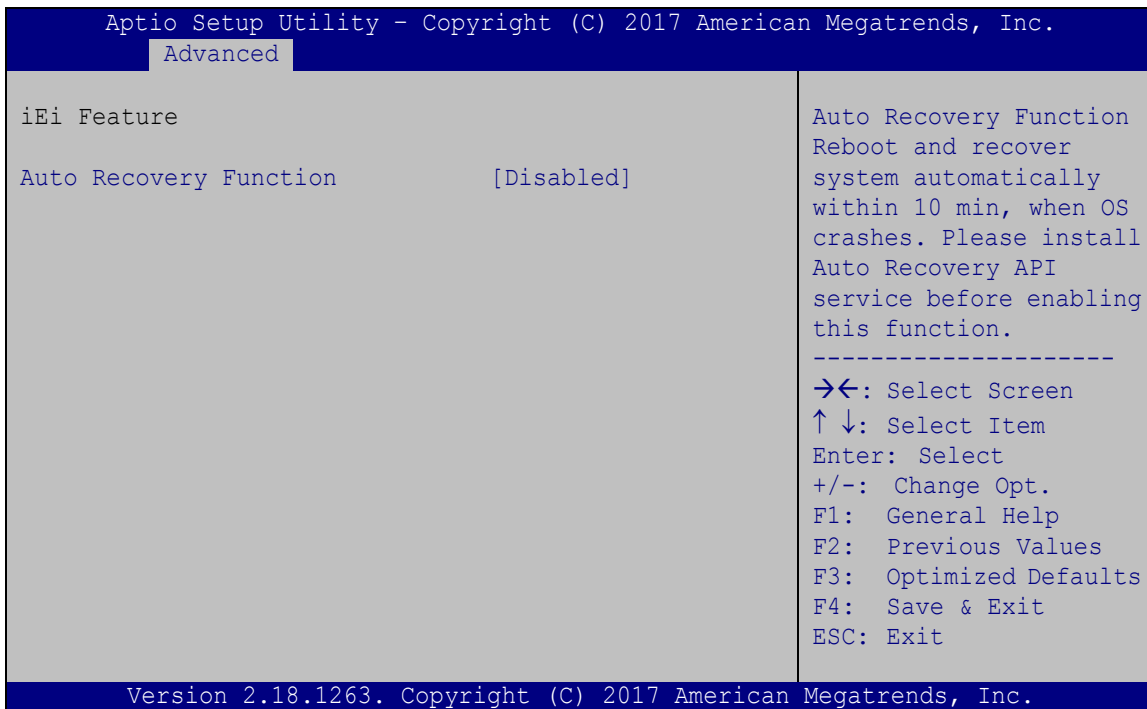 Aptio Setup Utility – Copyright (C) 2017 American Megatrends, Inc.
Advanced
iEi Feature
Auto Recovery Function [Disabled]
Auto Recovery Function
Reboot and recover
system automatically
within 10 min, when OS
crashes. Please install
Auto Recovery API
service before enabling
this function.
---------------------
→←: Select Screen
↑ ↓: Select Item
Enter: Select
+/-: Change Opt.
F1: General Help
F2: Previous Values
F3: Optimized Defaults
F4: Save & Exit
ESC: Exit
Version 2.18.1263. Copyright (C) 2017 American Megatrends, Inc.